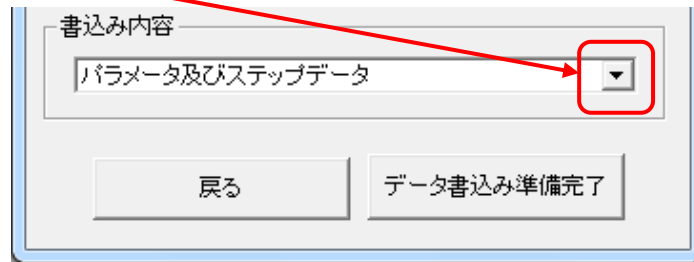 書込み内容
パラメータ及びステップデータ
戻る
データ書込み準備完了